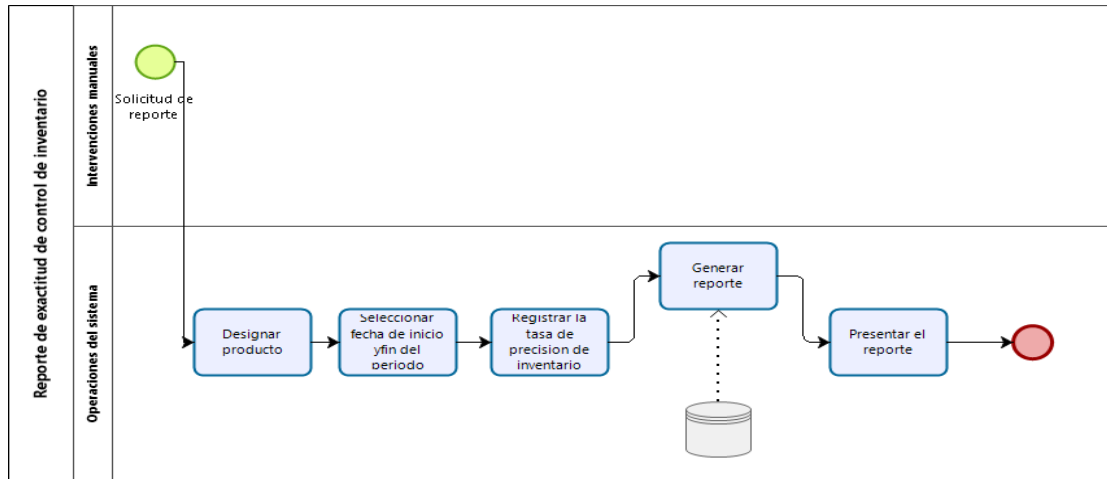 Reporte de exactitud de control de inventario
Intervenciones manuales
Solicitud de
reporte
Operaciones del sistema
Designar
producto
Seleccionar
fecha de inicio
yfin del
periodo
Registrar la
tasa de
precision de
inventario
Generar
reporte
Presentar el
reporte